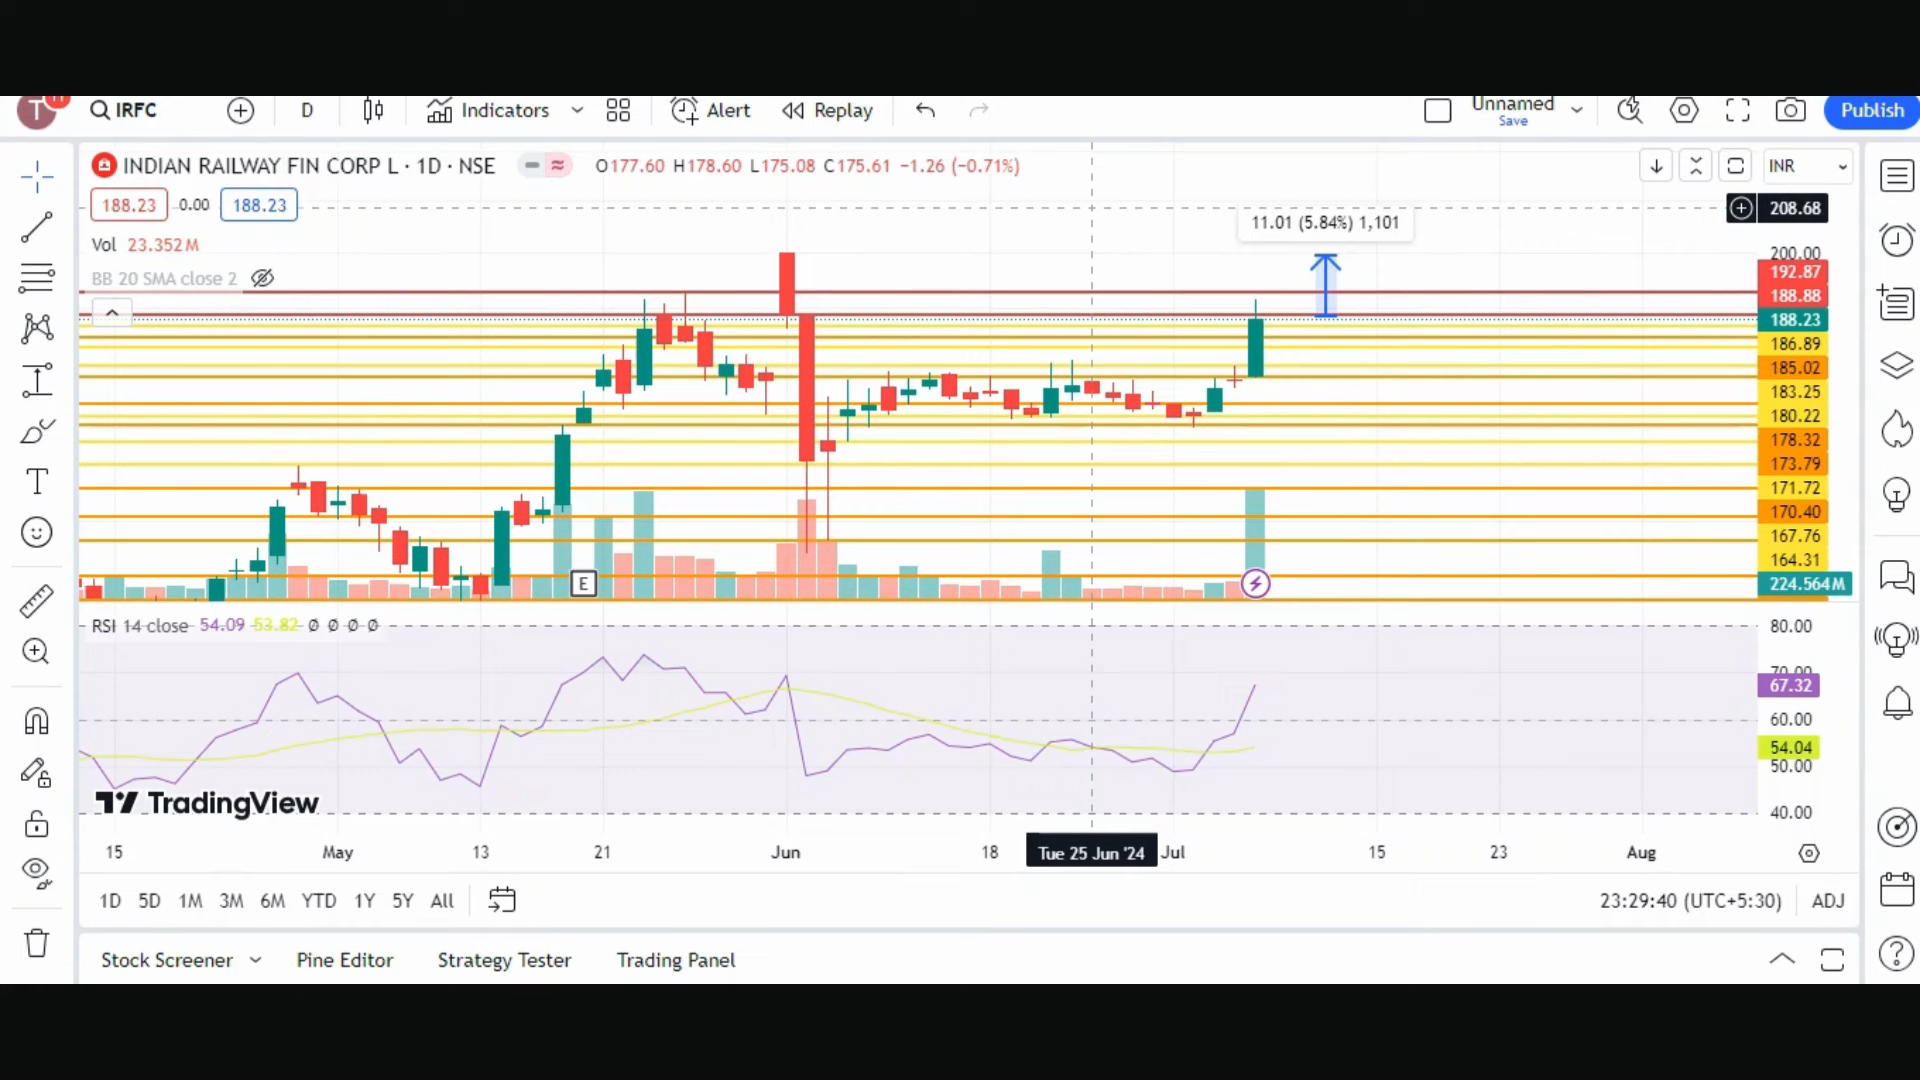 T 11 IRFC D Indicators Alert Replay Unnamed Save Publish
INDIAN RAILWAY FIN CORP L · 1D · NSE O177.60 H178.60 L175.08 C175.61 −1.26 (−0.71%) INR
188.23 0.00 188.23
208.68
11.01 (5.84%) 1,101
Vol 23.352M
200.00
BB 20 SMA close 2
192.87
188.88
188.23
186.89
185.02
183.25
180.22
178.32
173.79
171.72
170.40
167.76
164.31
E
224.564M
RSI 14 close 54.09 53.82 ∅ ∅ ∅ ∅
80.00
70.00
67.32
60.00
54.04
50.00
TradingView
40.00
15 May 13 21 Jun 18 Tue 25 Jun '24 Jul 15 23 Aug
1D 5D 1M 3M 6M YTD 1Y 5Y All 23:29:40 (UTC+5:30) ADJ
Stock Screener Pine Editor Strategy Tester Trading Panel